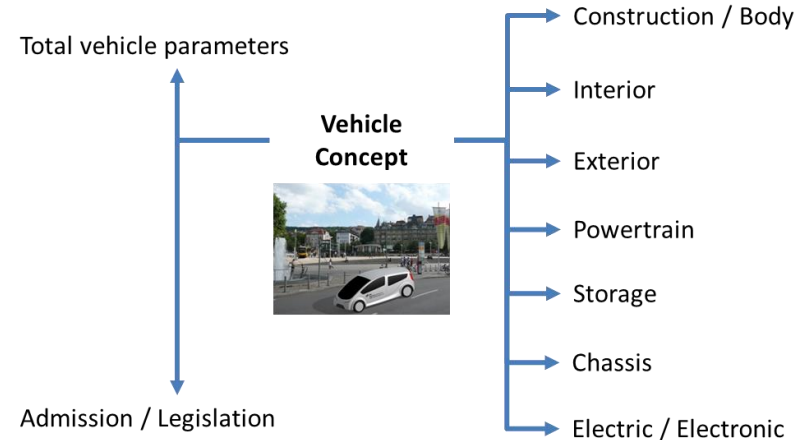 Total vehicle parameters
Admission / Legislation
Vehicle
Concept
Construction / Body
Interior
Exterior
Powertrain
Storage
Chassis
Electric / Electronic